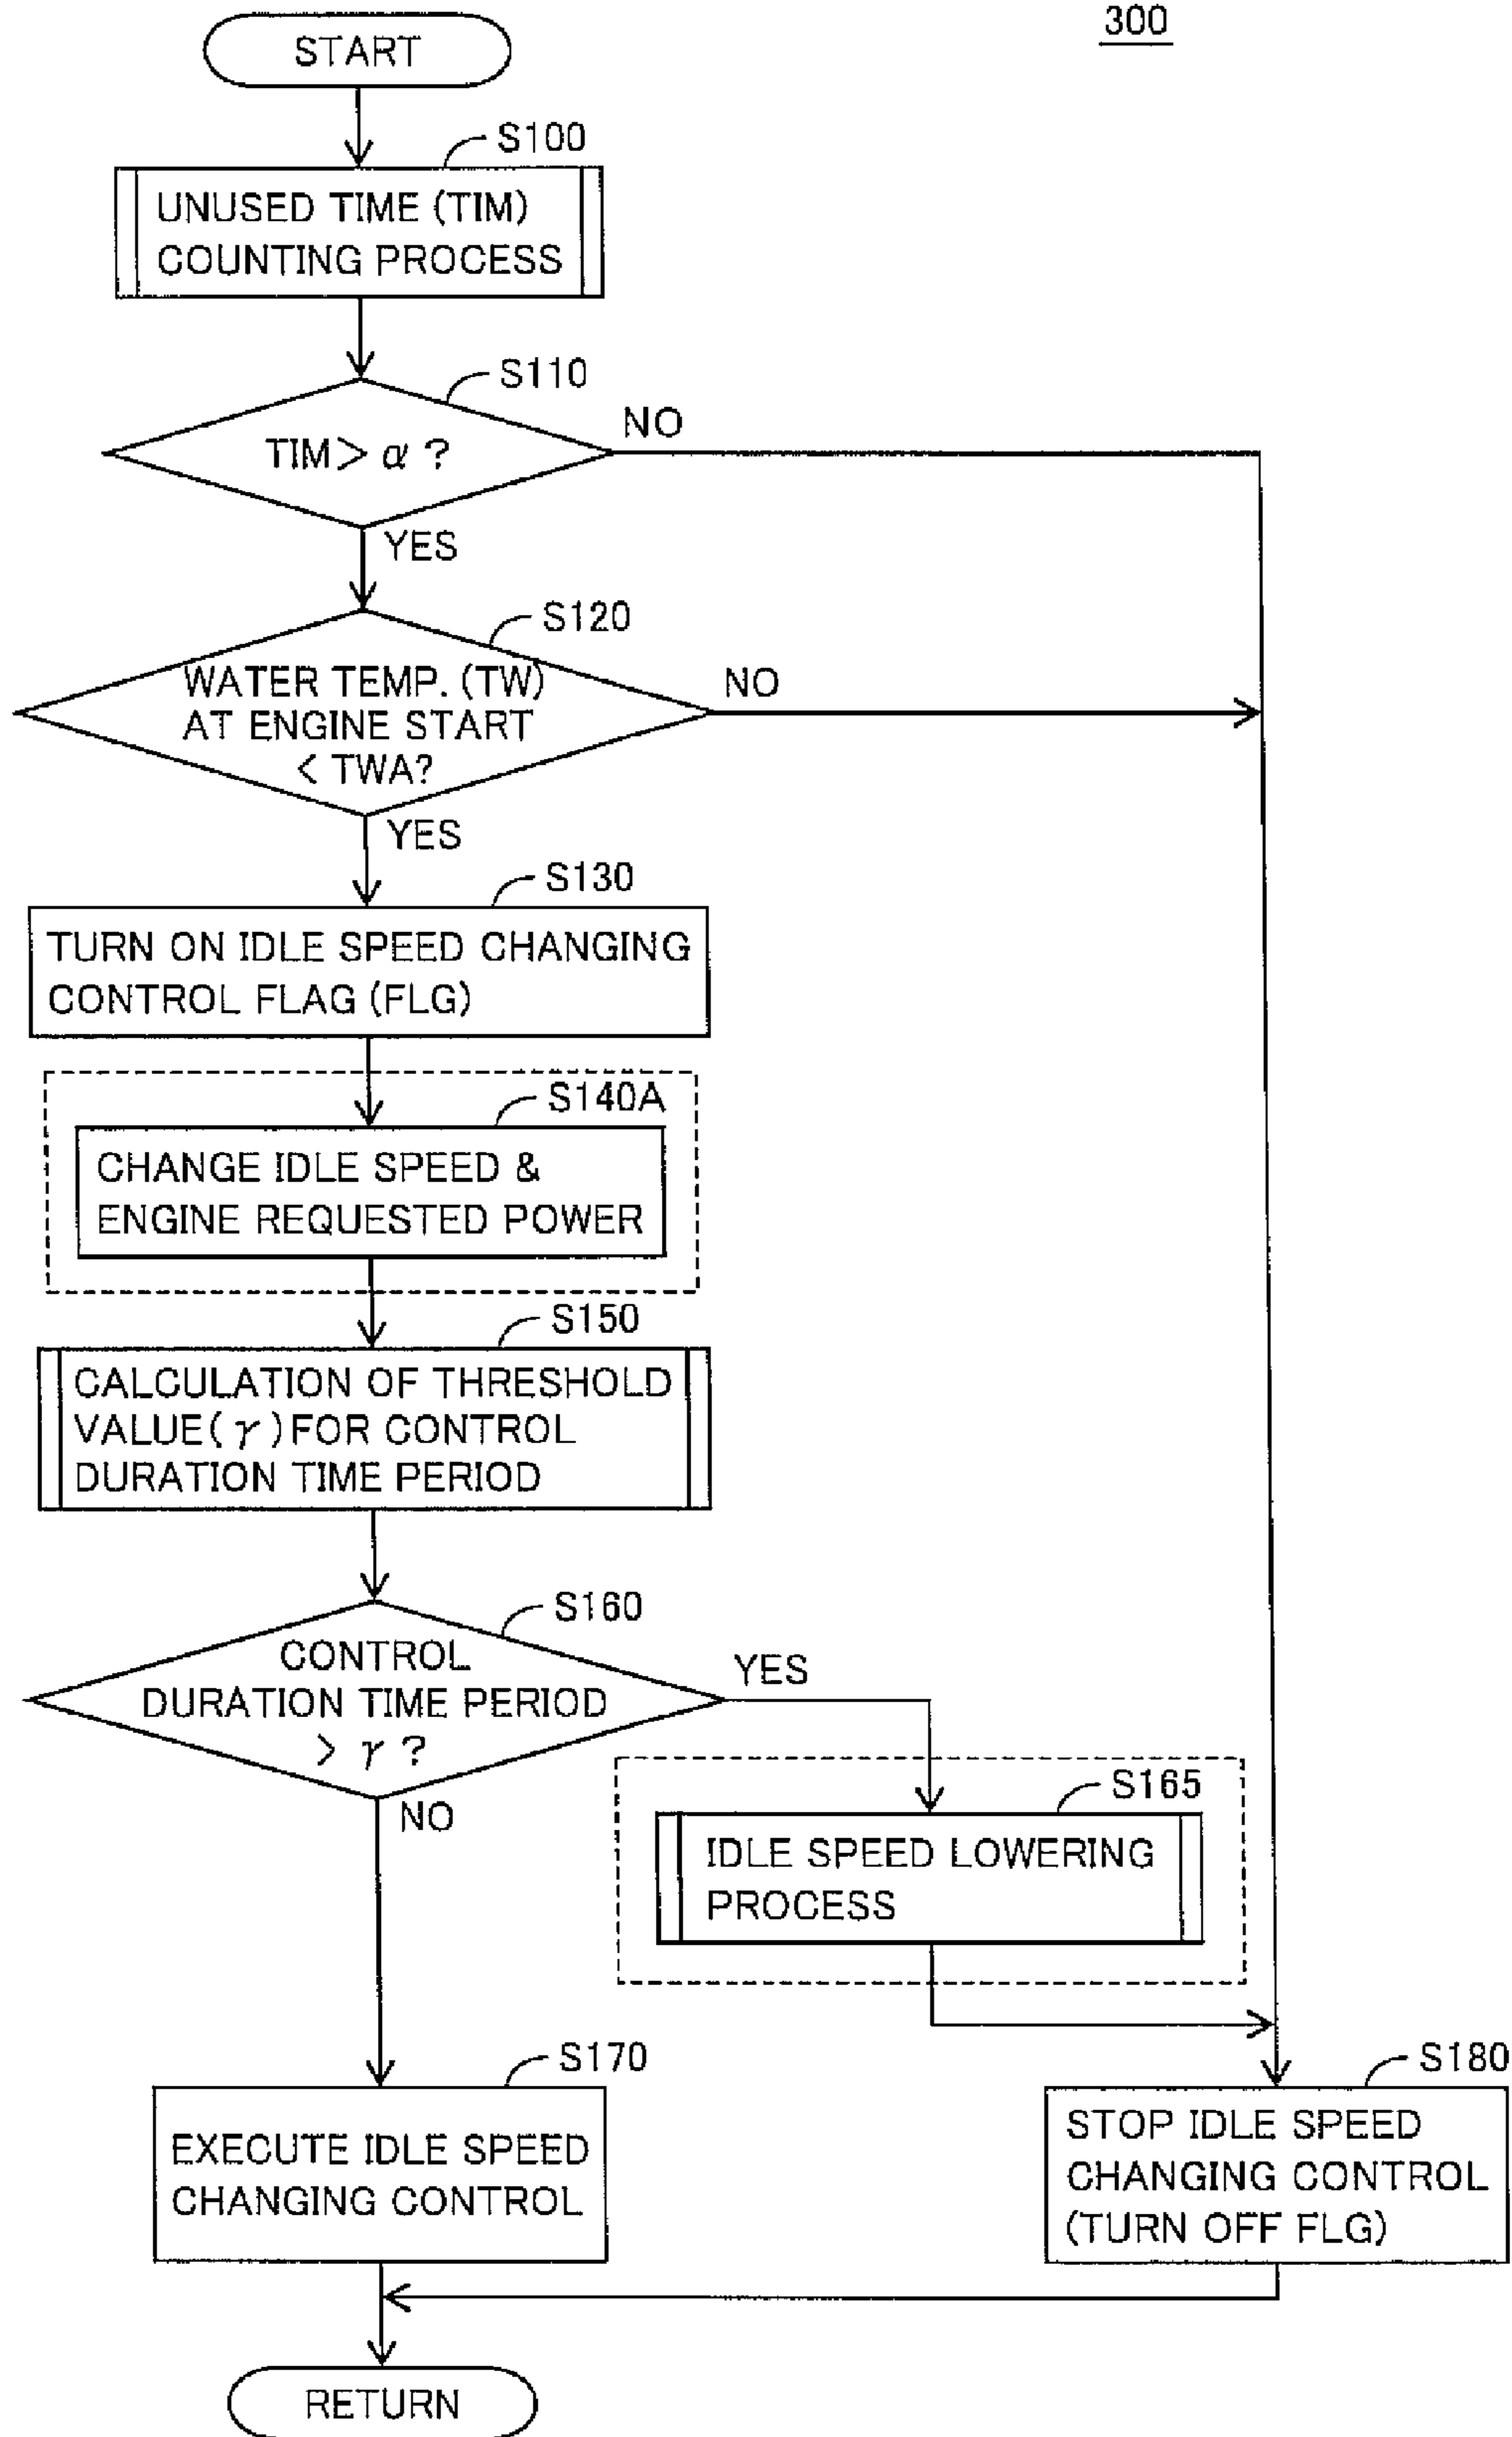 300
START
S100
UNUSED TIME (TIM)
COUNTING PROCESS
S110
TIM > α ?
NO
YES
S120
WATER TEMP. (TW)
AT ENGINE START
< TWA?
NO
YES
S130
TURN ON IDLE SPEED CHANGING
CONTROL FLAG (FLG)
S140A
CHANGE IDLE SPEED &
ENGINE REQUESTED POWER
S150
CALCULATION OF THRESHOLD
VALUE(γ) FOR CONTROL
DURATION TIME PERIOD
S160
CONTROL
DURATION TIME PERIOD
> γ ?
YES
NO
S165
IDLE SPEED LOWERING
PROCESS
S170
EXECUTE IDLE SPEED
CHANGING CONTROL
S180
STOP IDLE SPEED
CHANGING CONTROL
(TURN OFF FLG)
RETURN